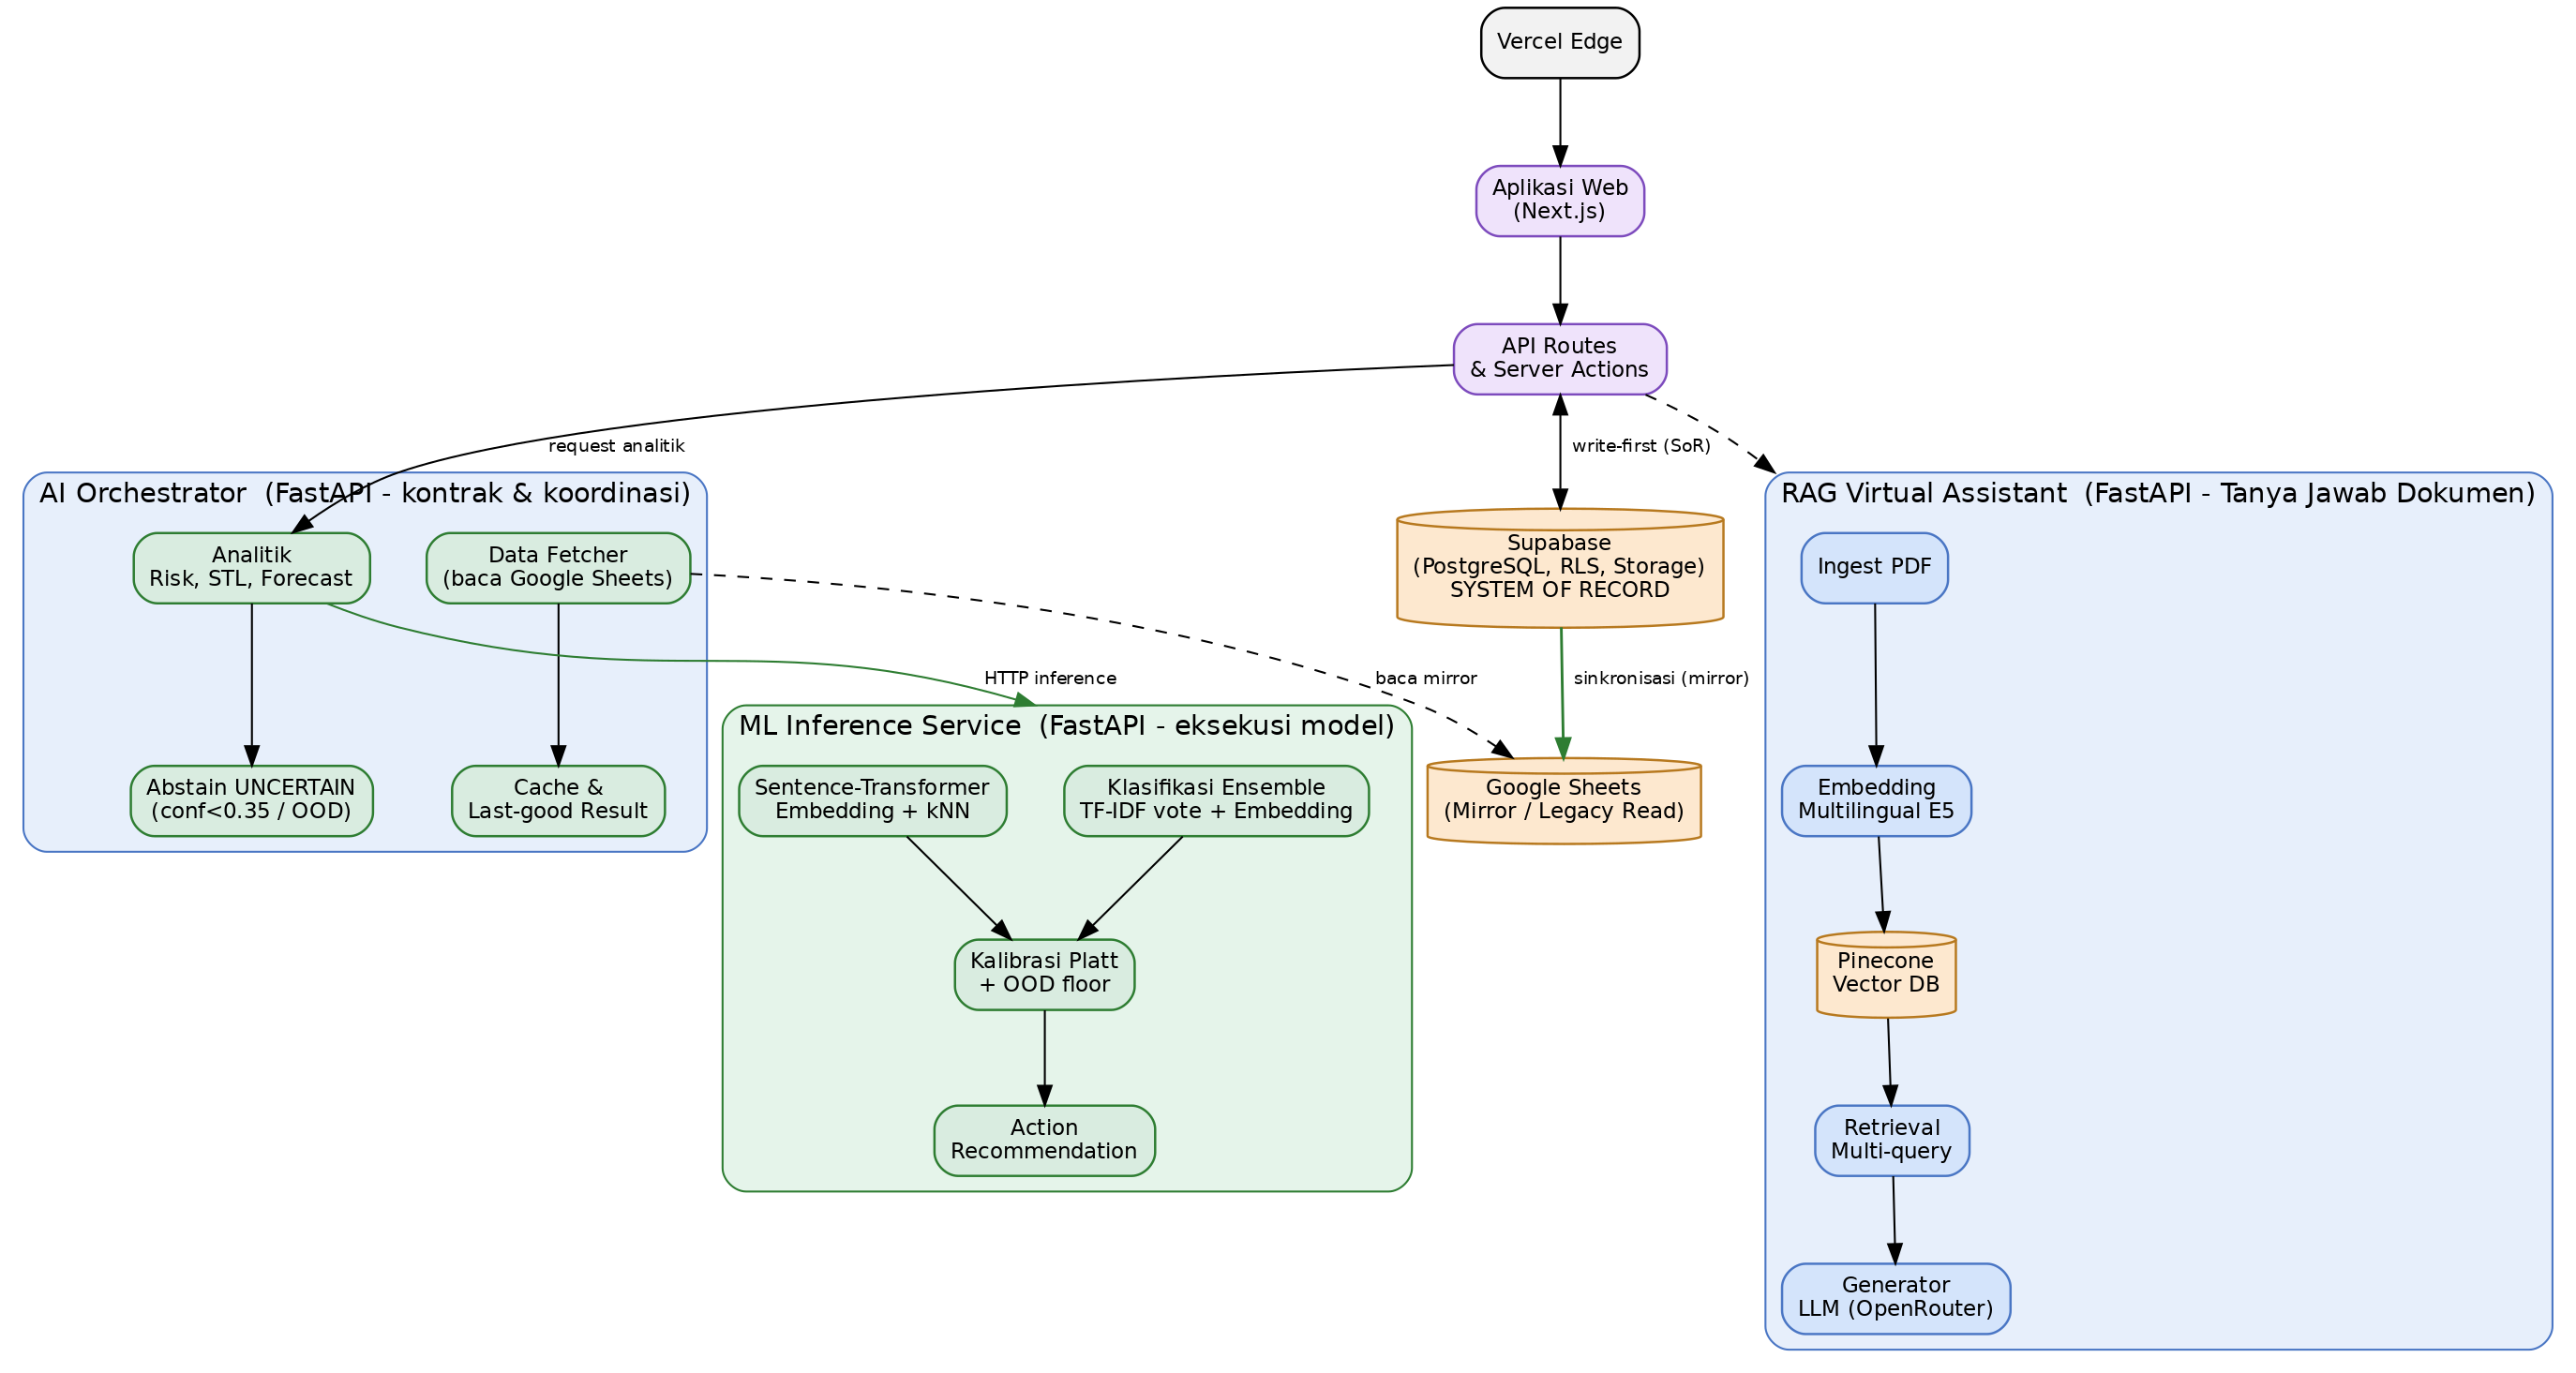 Vercel Edge
Aplikasi Web
(Next.js)
API Routes
& Server Actions
request analitik
write-first (SoR)
AI Orchestrator  (FastAPI - kontrak & koordinasi)
Analitik
Risk, STL, Forecast
Data Fetcher
(baca Google Sheets)
Abstain UNCERTAIN
(conf<0.35 / OOD)
Cache &
Last-good Result
Supabase
(PostgreSQL, RLS, Storage)
SYSTEM OF RECORD
HTTP inference
baca mirror
sinkronisasi (mirror)
ML Inference Service  (FastAPI - eksekusi model)
Sentence-Transformer
Embedding + kNN
Klasifikasi Ensemble
TF-IDF vote + Embedding
Kalibrasi Platt
+ OOD floor
Action
Recommendation
Google Sheets
(Mirror / Legacy Read)
RAG Virtual Assistant  (FastAPI - Tanya Jawab Dokumen)
Ingest PDF
Embedding
Multilingual E5
Pinecone
Vector DB
Retrieval
Multi-query
Generator
LLM (OpenRouter)